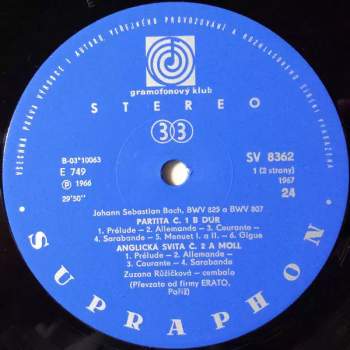 VŠECHNA PRÁVA VÝROBCE I AUTORŮ VEŘEJNÉHO PROVOZOVÁNÍ A ROZHLASOVÉHO ŠÍŘENÍ VYHRAZENA
gramofonový klub
STEREO
33
B-03*10063
E 749
Ⓟ 1966
29'50"
SV 8362
1 (2 strany)
1967
24
Johann Sebastian Bach, BWV 825 a BWV 807
PARTITA Č. 1 B DUR
1. Prélude – 2. Allemande – 3. Courante –
4. Sarabande – 5. Menuet I. a II. – 6. Gigue
ANGLICKÁ SVITA Č. 2 A MOLL
1. Prélude – 2. Allemande –
3. Courante – 4. Sarabande
Zuzana Růžičková – cembalo
(Převzato od firmy ERATO,
Paříž)
SUPRAPHON